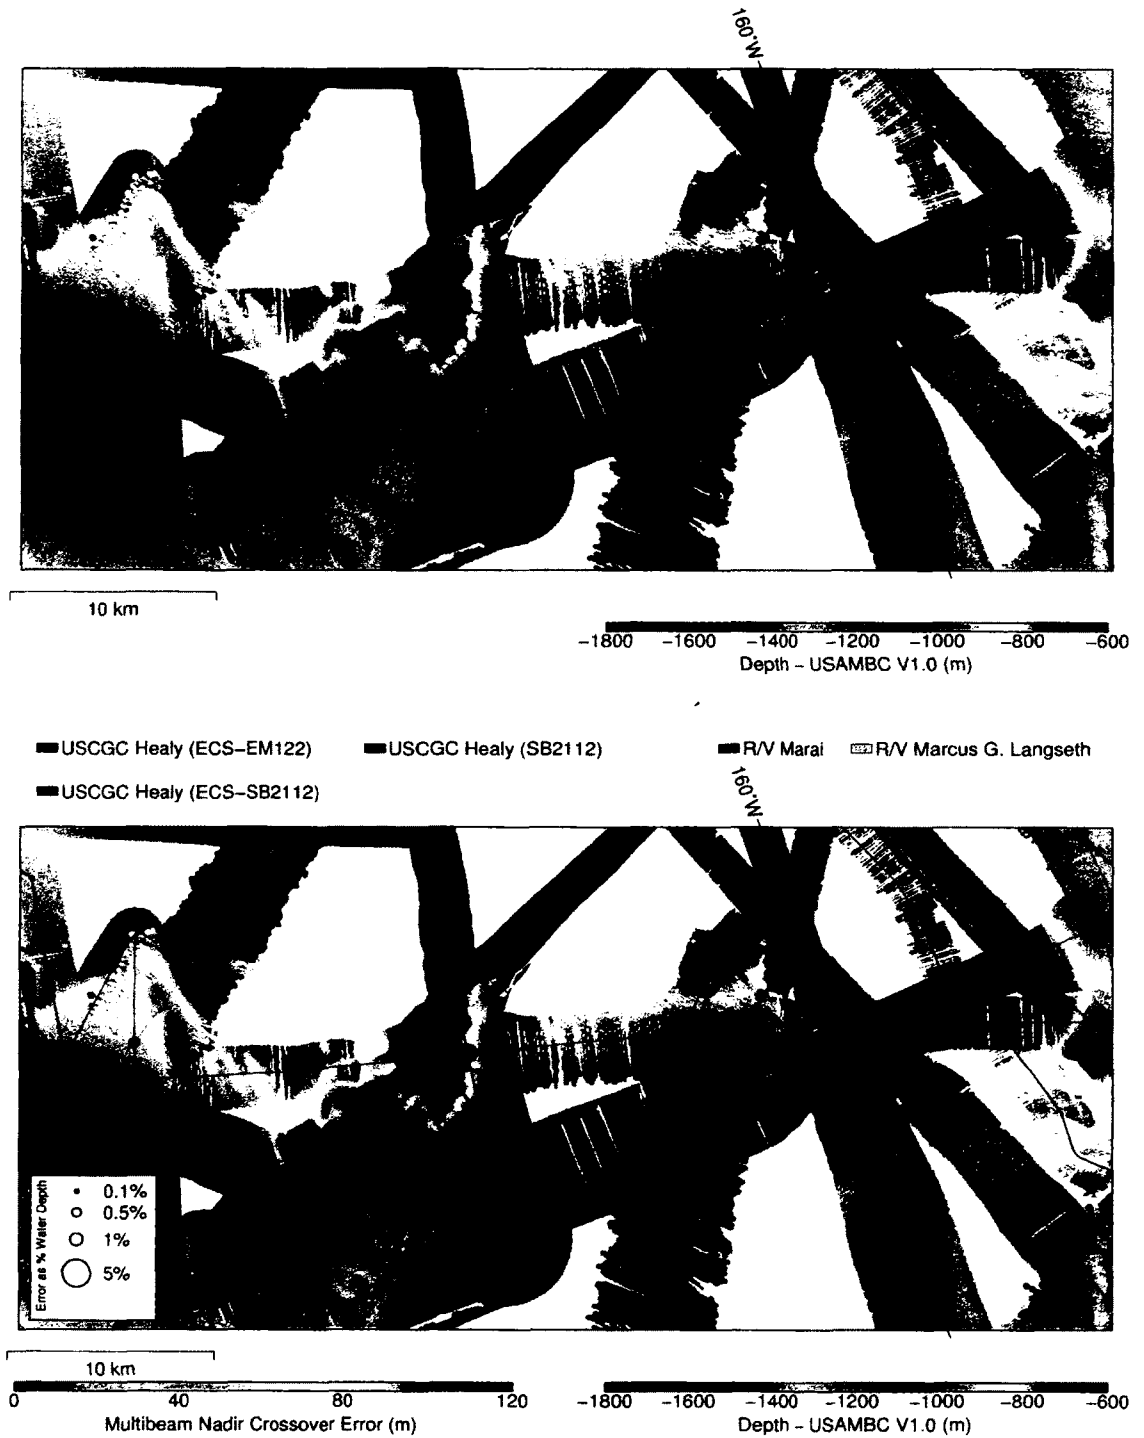 160°W
10 km
-1800 -1600 -1400 -1200 -1000 -800 -600
Depth - USAMBC V1.0 (m)
USCGC Healy (ECS-EM122) USCGC Healy (SB2112) R/V Marai R/V Marcus G. Langseth
USCGC Healy (ECS-SB2112)
160°W
Error as % Water Depth
0.1%
0.5%
1%
5%
10 km
0 40 80 120
Multibeam Nadir Crossover Error (m)
-1800 -1600 -1400 -1200 -1000 -800 -600
Depth - USAMBC V1.0 (m)